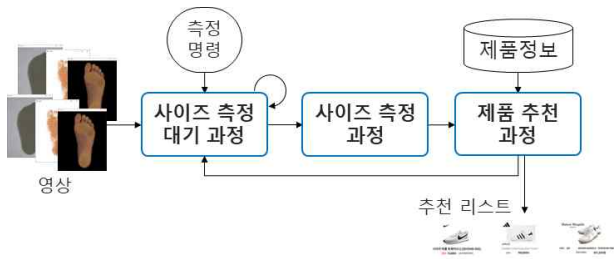 측정
명령
제품정보
사이즈 측정
대기 과정
사이즈 측정
과정
제품 추천
과정
영상
추천 리스트